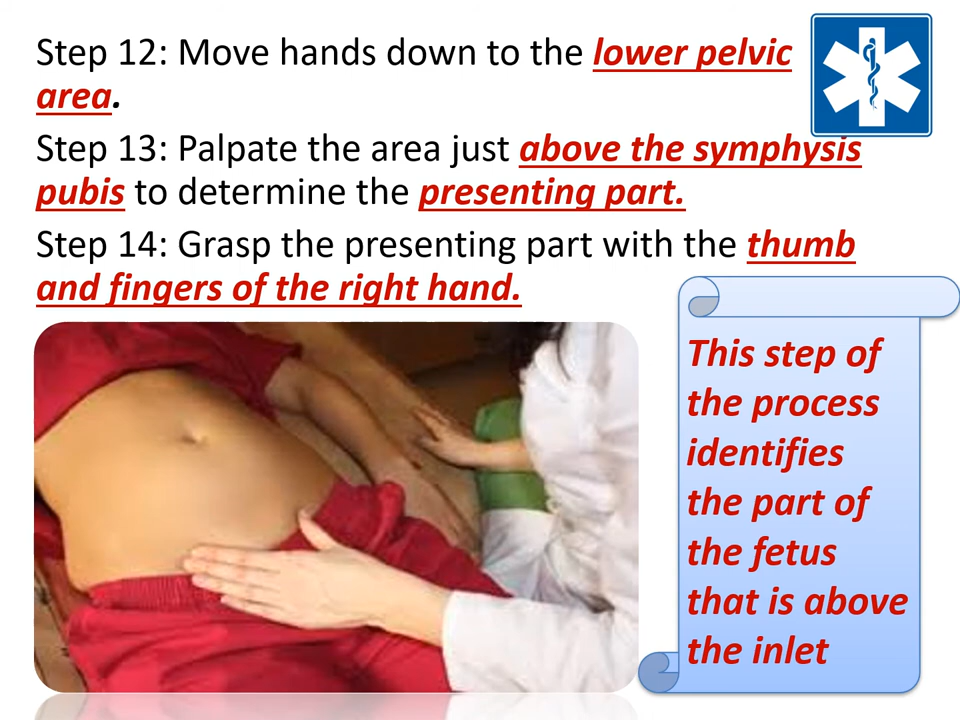 Step 12: Move hands down to the lower pelvic
area.
Step 13: Palpate the area just above the symphysis
pubis to determine the presenting part.
Step 14: Grasp the presenting part with the thumb
and fingers of the right hand.
This step of
the process
identifies
the part of
the fetus
that is above
the inlet